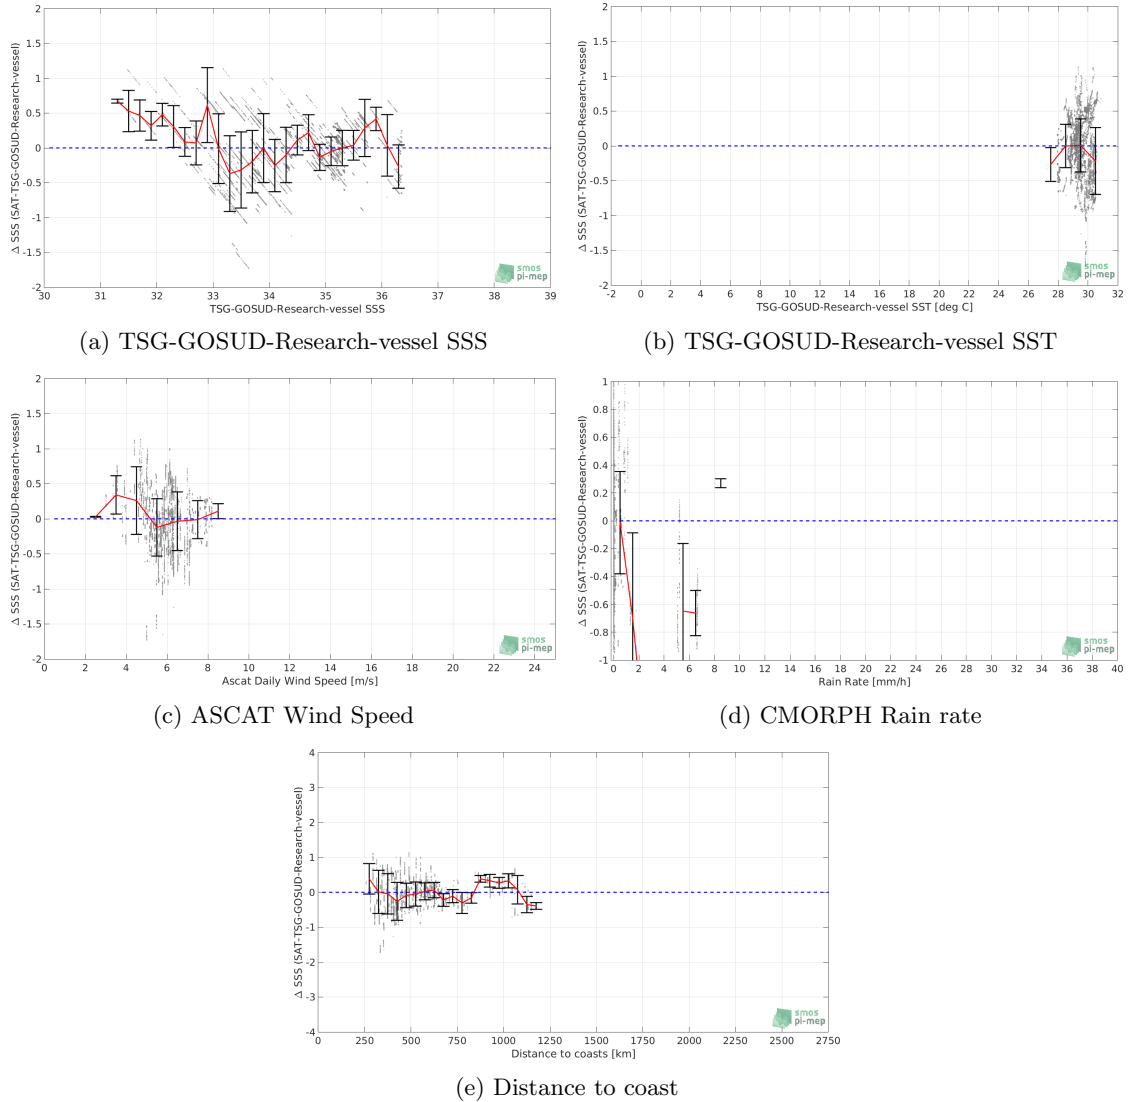 2
1.5
1
0.5
0
-0.5
-1
-1.5
-2
Δ SSS (SAT-TSG-GOSUD-Research-vessel)
30 31 32 33 34 35 36 37 38 39
TSG-GOSUD-Research-vessel SSS
smos
pi-mep
(a) TSG-GOSUD-Research-vessel SSS
2
1.5
1
0.5
0
-0.5
-1
-1.5
-2
Δ SSS (SAT-TSG-GOSUD-Research-vessel)
-2 0 2 4 6 8 10 12 14 16 18 20 22 24 26 28 30 32
TSG-GOSUD-Research-vessel SST [deg C]
smos
pi-mep
(b) TSG-GOSUD-Research-vessel SST
2
1.5
1
0.5
0
-0.5
-1
-1.5
-2
Δ SSS (SAT-TSG-GOSUD-Research-vessel)
0 2 4 6 8 10 12 14 16 18 20 22 24
Ascat Daily Wind Speed [m/s]
smos
pi-mep
(c) ASCAT Wind Speed
1
0.8
0.6
0.4
0.2
0
-0.2
-0.4
-0.6
-0.8
-1
Δ SSS (SAT-TSG-GOSUD-Research-vessel)
0 2 4 6 8 10 12 14 16 18 20 22 24 26 28 30 32 34 36 38 40
Rain Rate [mm/h]
smos
pi-mep
(d) CMORPH Rain rate
4
3
2
1
0
-1
-2
-3
-4
Δ SSS (SAT-TSG-GOSUD-Research-vessel)
0 250 500 750 1000 1250 1500 1750 2000 2250 2500 2750
Distance to coasts [km]
smos
pi-mep
(e) Distance to coast